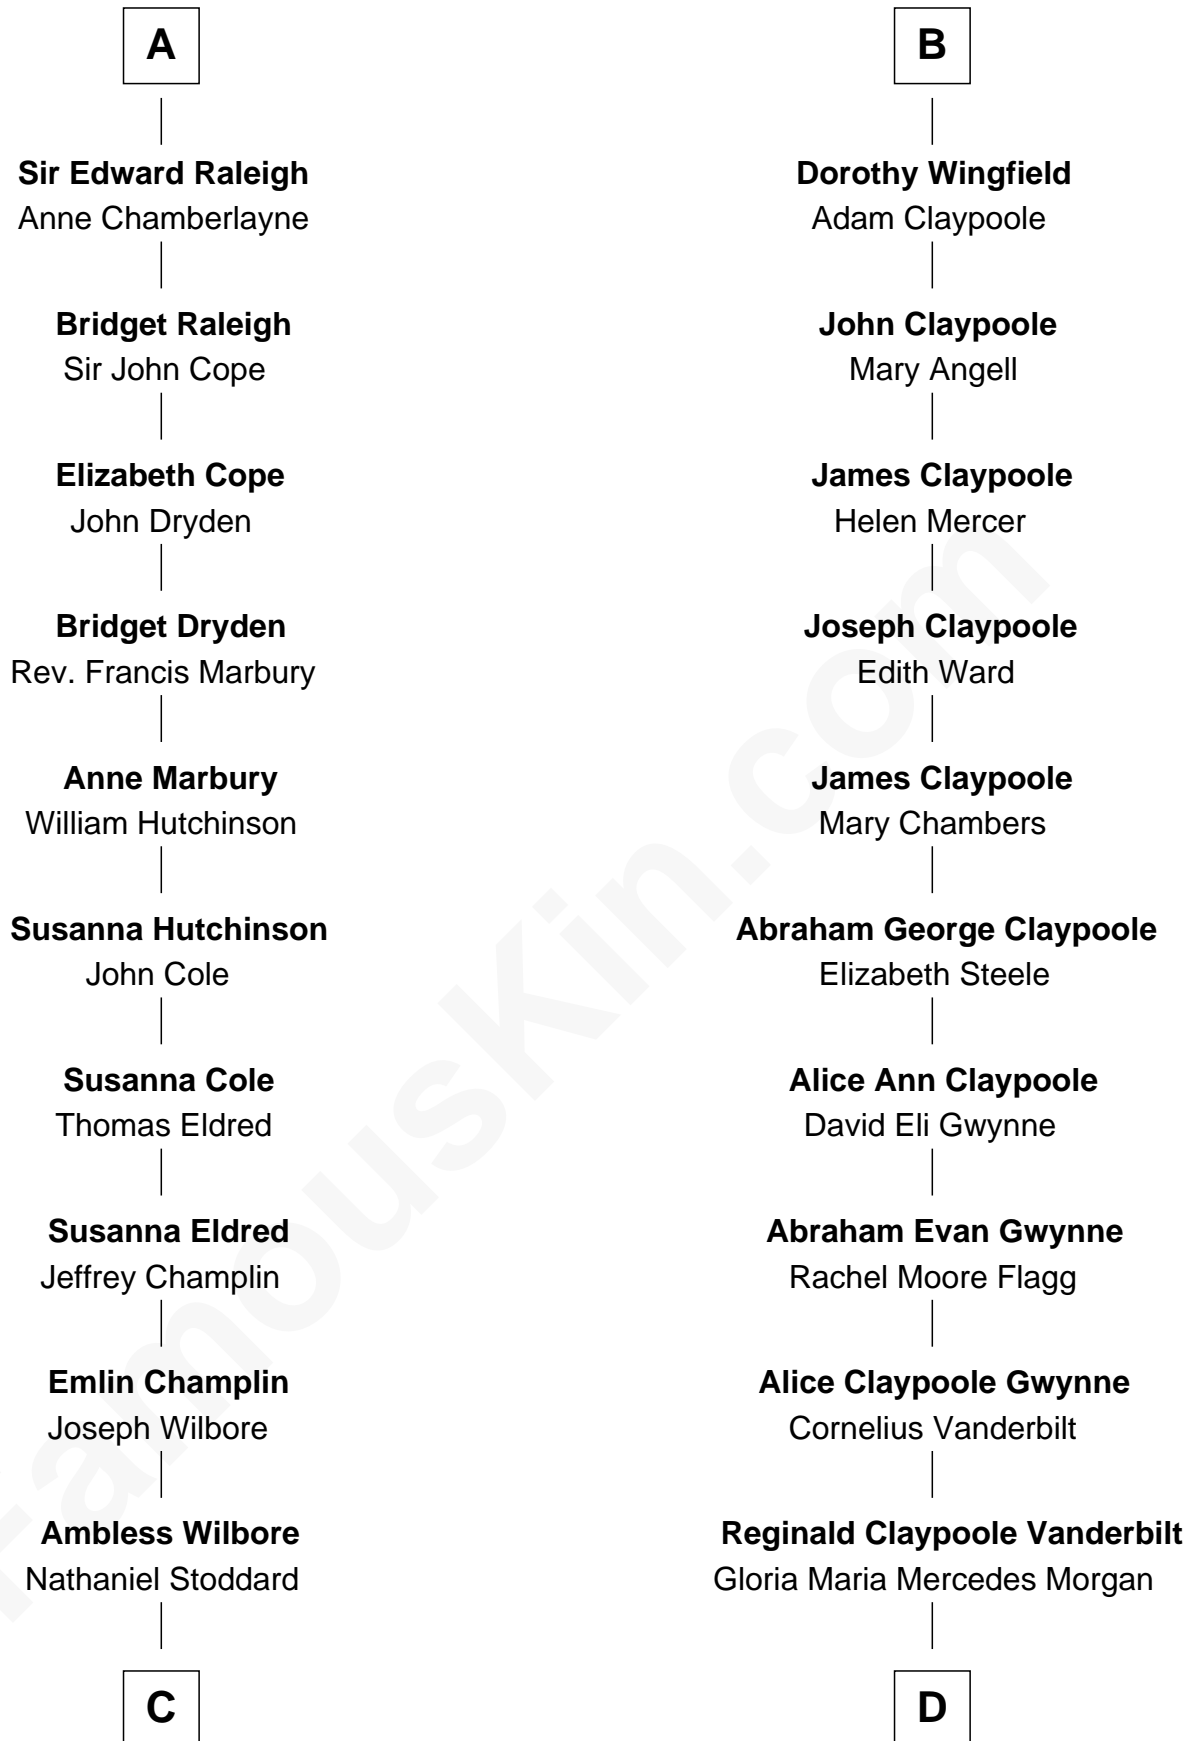 A
Sir Edward Raleigh
Anne Chamberlayne
Bridget Raleigh
Sir John Cope
Elizabeth Cope
John Dryden
Bridget Dryden
Rev. Francis Marbury
Anne Marbury
William Hutchinson
Susanna Hutchinson
John Cole
Susanna Cole
Thomas Eldred
Susanna Eldred
Jeffrey Champlin
Emlin Champlin
Joseph Wilbore
Ambless Wilbore
Nathaniel Stoddard
C
B
Dorothy Wingfield
Adam Claypoole
John Claypoole
Mary Angell
James Claypoole
Helen Mercer
Joseph Claypoole
Edith Ward
James Claypoole
Mary Chambers
Abraham George Claypoole
Elizabeth Steele
Alice Ann Claypoole
David Eli Gwynne
Abraham Evan Gwynne
Rachel Moore Flagg
Alice Claypoole Gwynne
Cornelius Vanderbilt
Reginald Claypoole Vanderbilt
Gloria Maria Mercedes Morgan
D
FamousKin.com